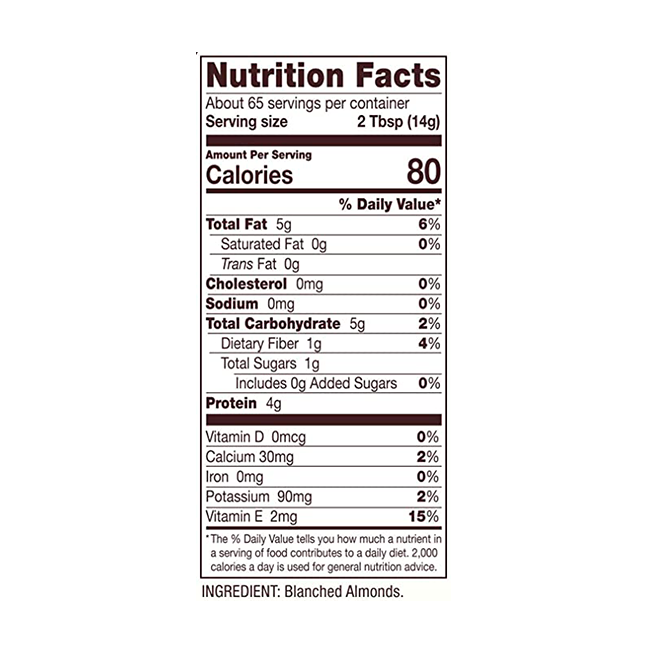 Nutrition Facts
About 65 servings per container
Serving size 2 Tbsp (14g)
Amount Per Serving
Calories 80
% Daily Value*
Total Fat 5g 6%
Saturated Fat 0g 0%
Trans Fat 0g
Cholesterol 0mg 0%
Sodium 0mg 0%
Total Carbohydrate 5g 2%
Dietary Fiber 1g 4%
Total Sugars 1g
Includes 0g Added Sugars 0%
Protein 4g
Vitamin D 0mcg 0%
Calcium 30mg 2%
Iron 0mg 0%
Potassium 90mg 2%
Vitamin E 2mg 15%
*The % Daily Value tells you how much a nutrient in
a serving of food contributes to a daily diet. 2,000
calories a day is used for general nutrition advice.
INGREDIENT: Blanched Almonds.